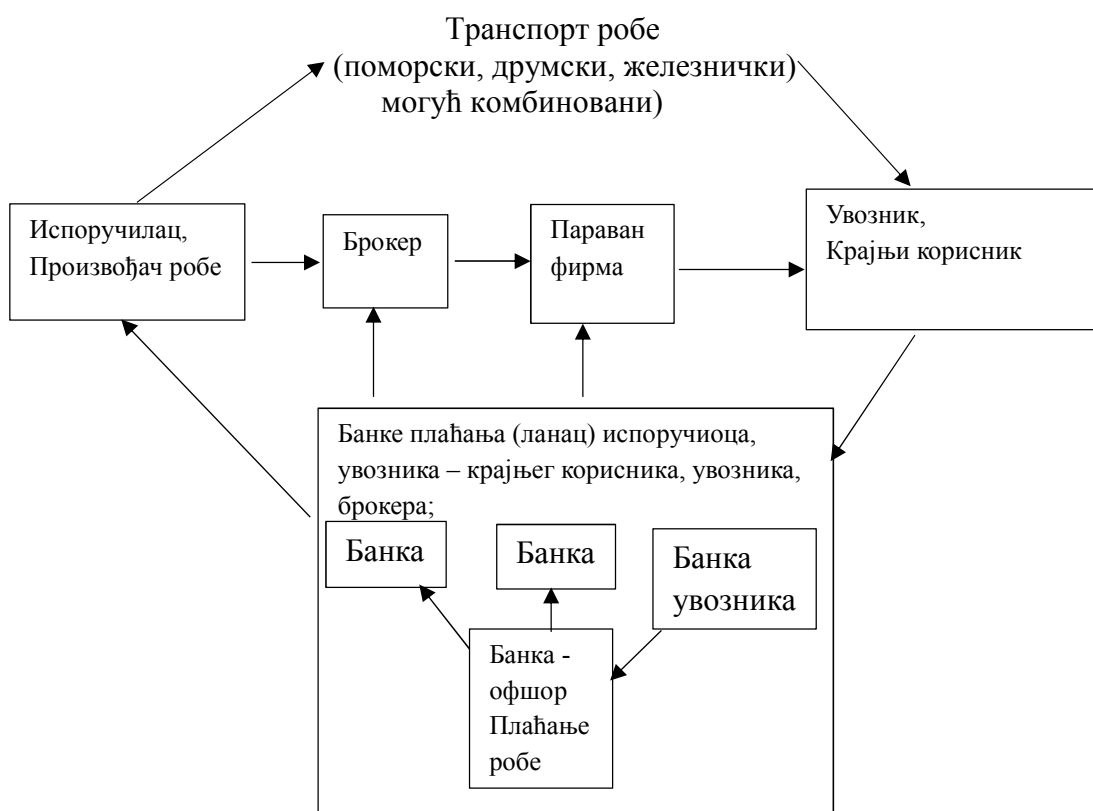 Транспорт робе
(поморски, друмски, железнички)
могућ комбиновани)
Испоручилац,
Произвођач робе
Брокер
Параван
фирма
Увозник,
Крајњи корисник
Банке плаћања (ланац) испоручиоца,
увозника – крајњег корисника, увозника,
брокера;
Банка
Банка
Банка
увозника
Банка -
офшор
Плаћање
робе